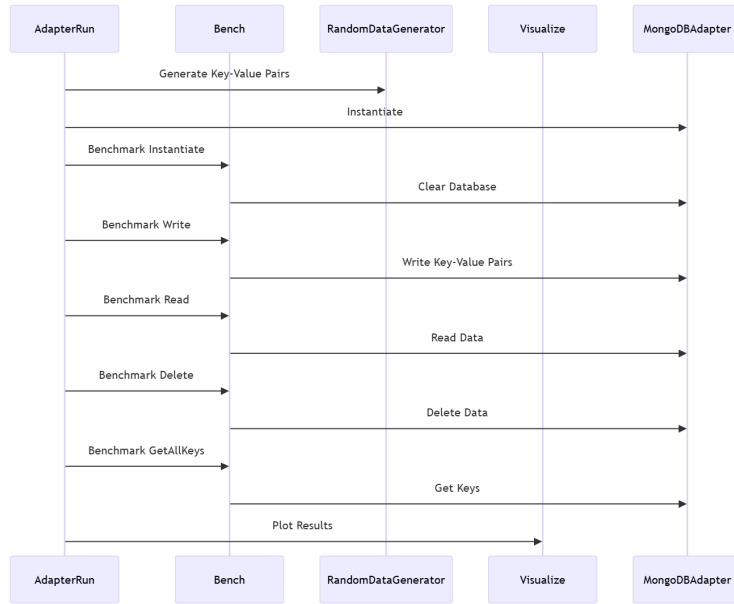 AdapterRun Bench RandomDataGenerator Visualize MongoDBAdapter
Generate Key-Value Pairs
Instantiate
Benchmark Instantiate
Clear Database
Benchmark Write
Write Key-Value Pairs
Benchmark Read
Read Data
Benchmark Delete
Delete Data
Benchmark GetAllKeys
Get Keys
Plot Results
AdapterRun Bench RandomDataGenerator Visualize MongoDBAdapter